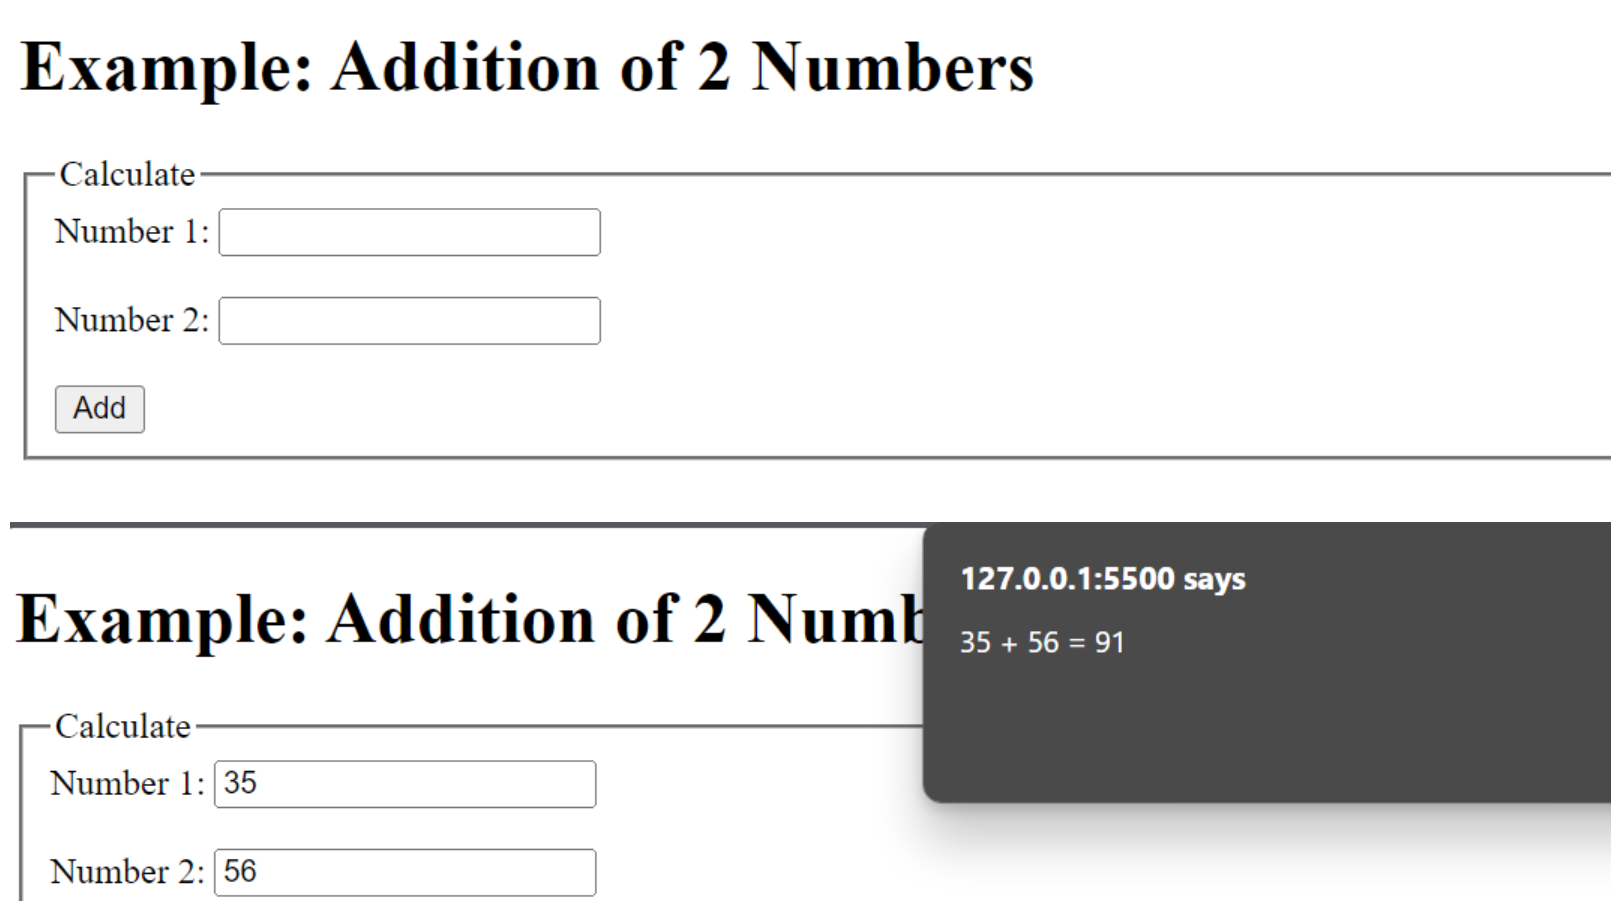 Example: Addition of 2 Numbers
Calculate
Number 1:
Number 2:
Add
Example: Addition of 2 Numb
127.0.0.1:5500 says
35 + 56 = 91
Calculate
Number 1: 35
Number 2: 56